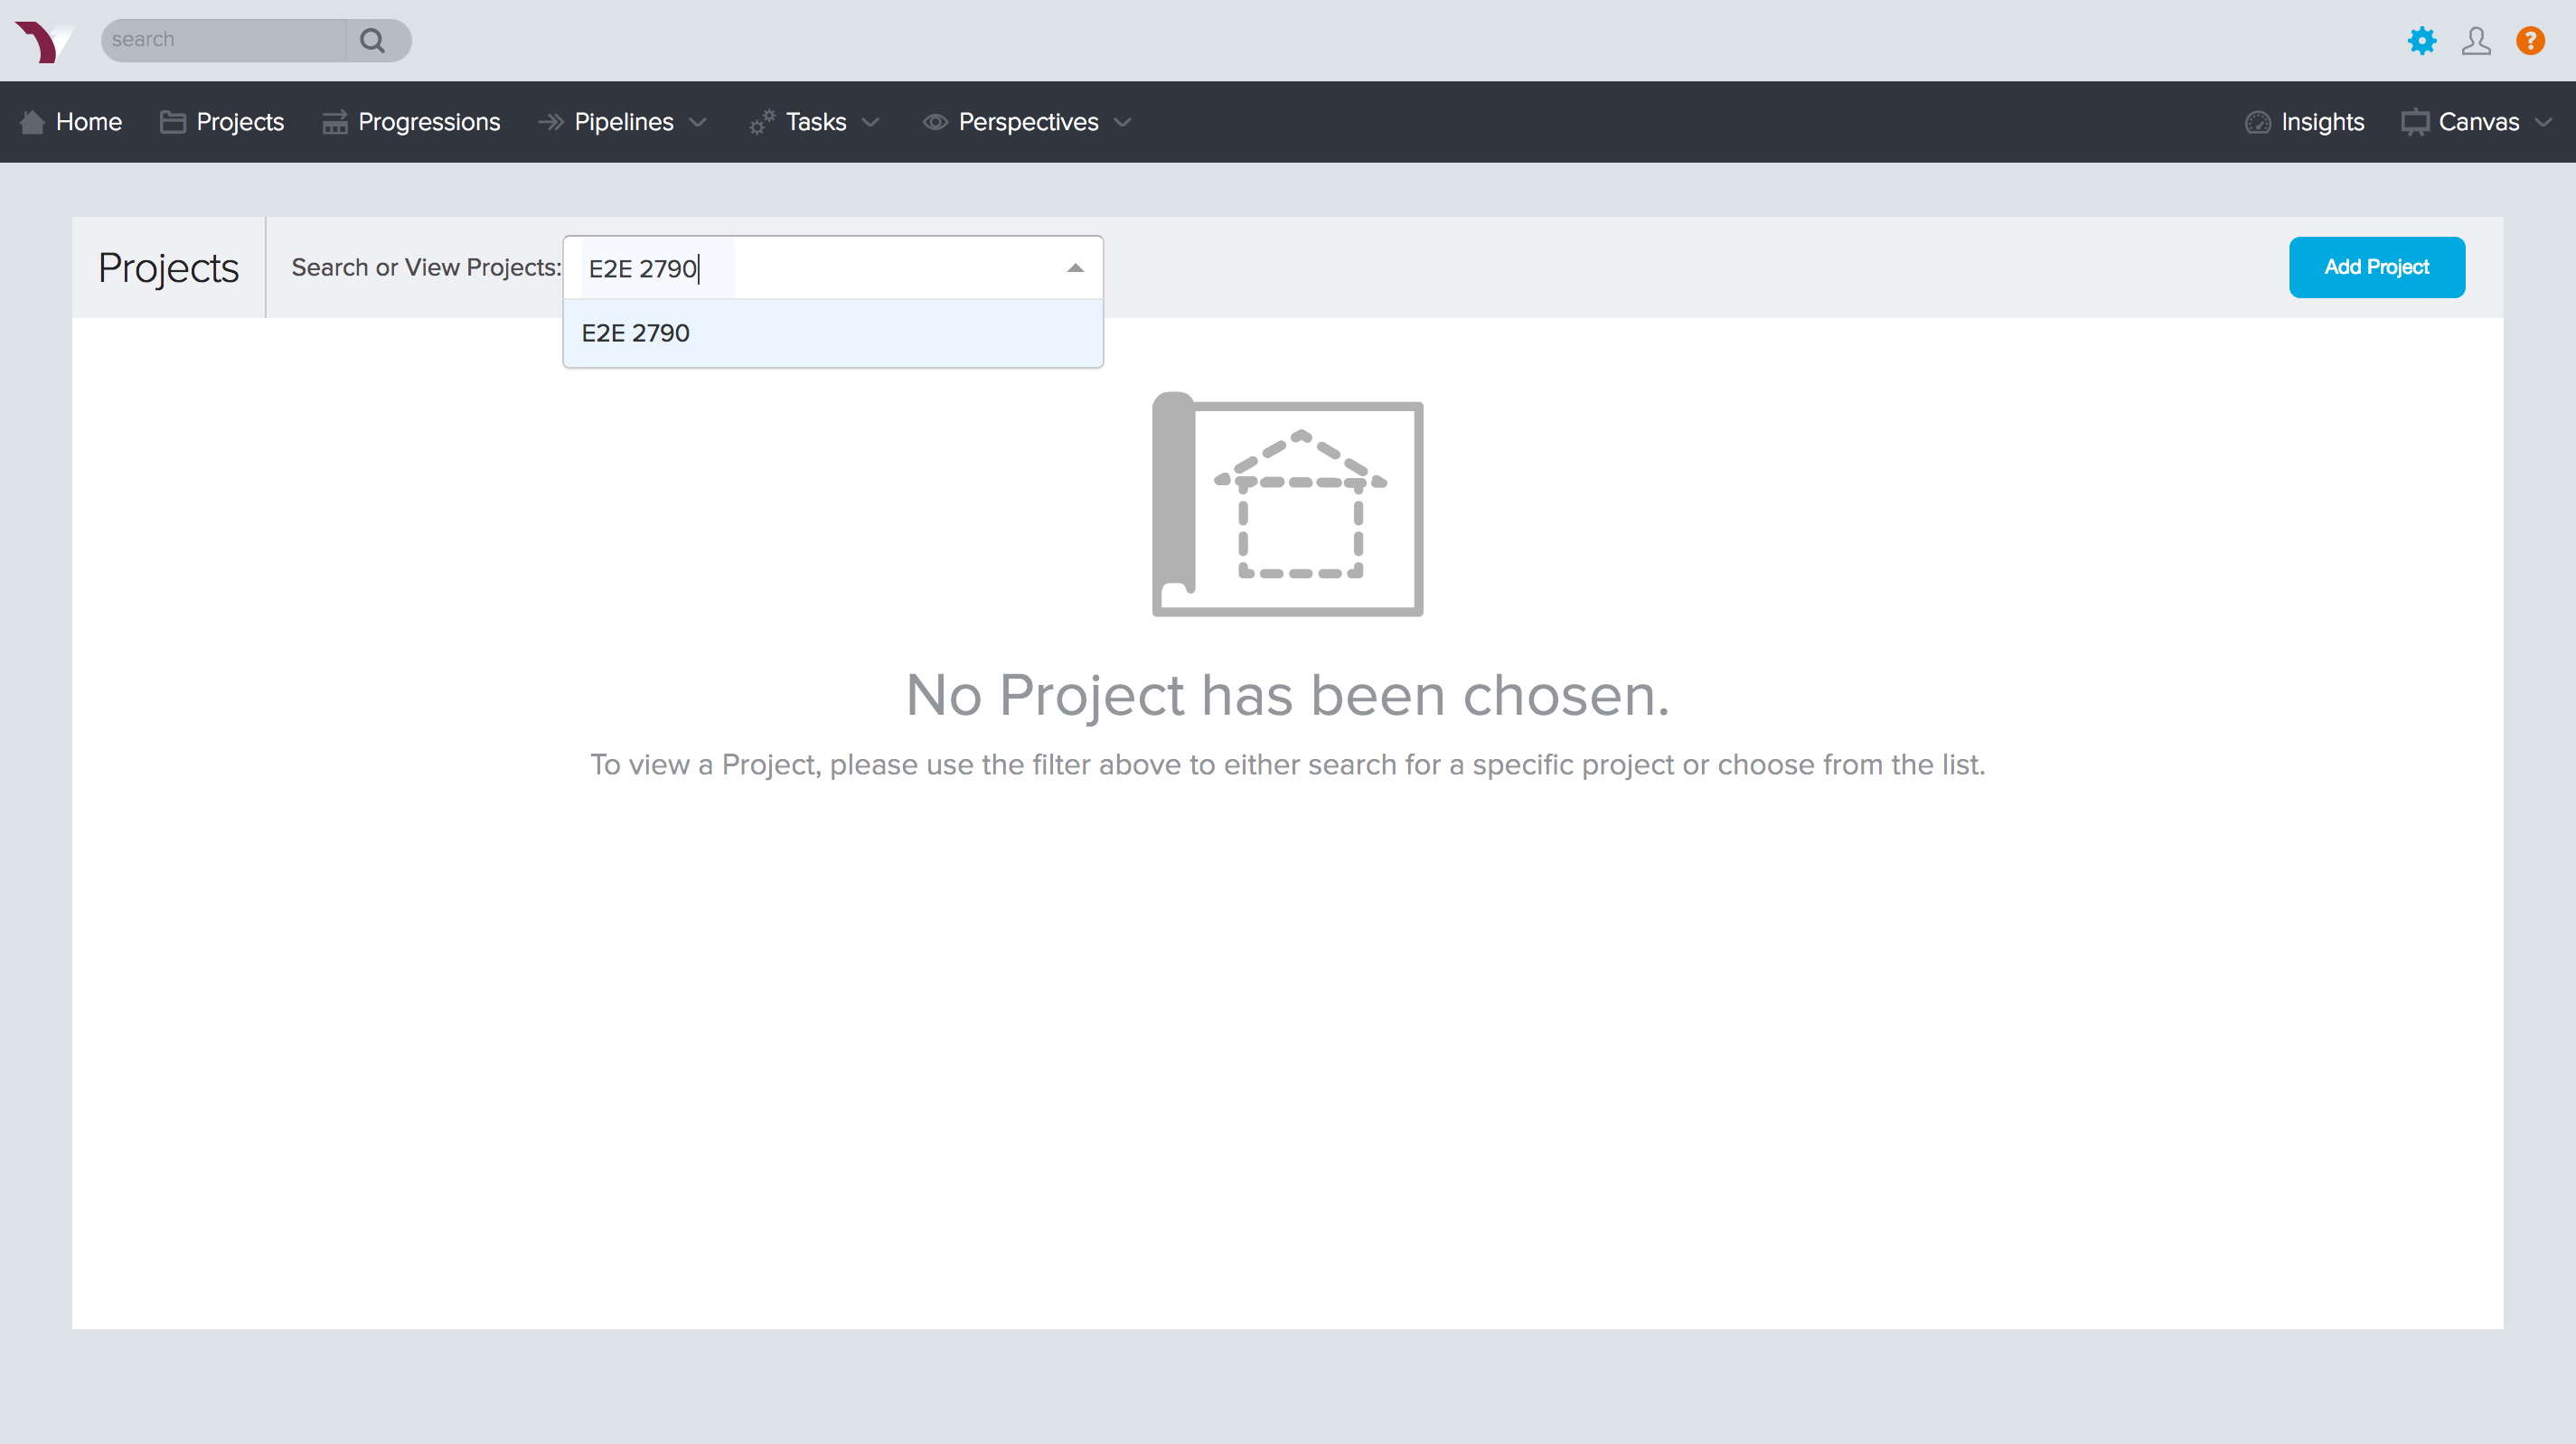 search
?
Home Projects Progressions Pipelines Tasks Perspectives Insights Canvas
Projects Search or View Projects: E2E 2790 Add Project
E2E 2790
No Project has been chosen.
To view a Project, please use the filter above to either search for a specific project or choose from the list.